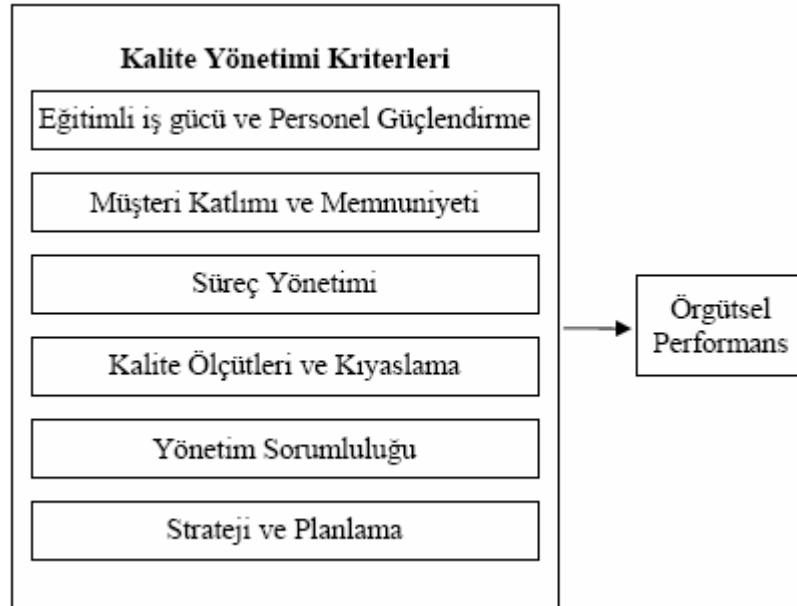 Kalite Yönetimi Kriterleri
Eğitimli iş gücü ve Personel Güçlendirme
Müşteri Katlımı ve Memnuniyeti
Süreç Yönetimi
Kalite Ölçütleri ve Kıyaslama
Yönetim Sorumluluğu
Strateji ve Planlama
Örgütsel
Performans